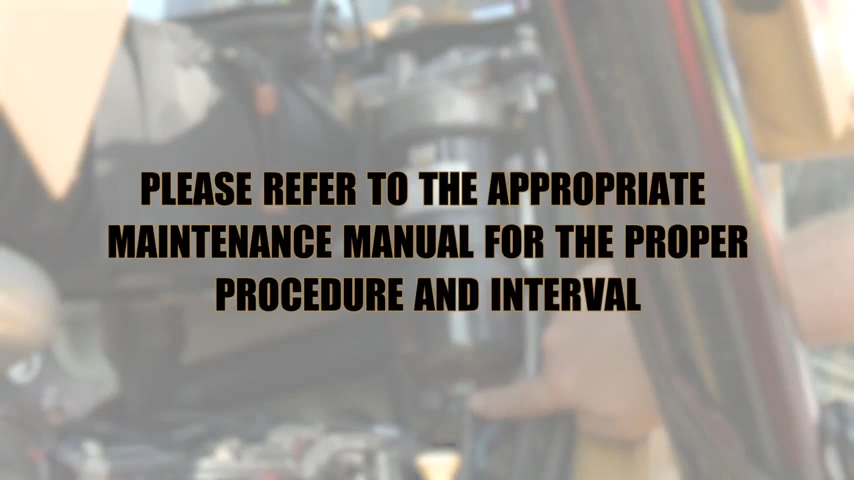 PLEASE REFER TO THE APPROPRIATE
MAINTENANCE MANUAL FOR THE PROPER
PROCEDURE AND INTERVAL